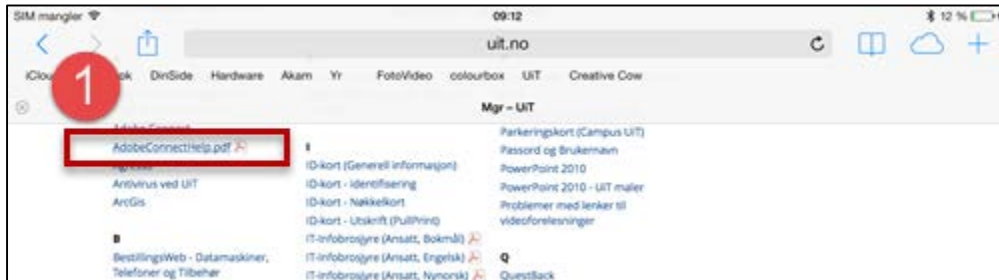 SIM mangler 09:12 12 %
uit.no
DinSide Hardware Akam Yr FotoVideo colourbox UiT Creative Cow
1
Mgr – UiT
Adobe Connect
AdobeConnectHelp.pdf
Antivirus ved UiT
ArcGis
B
BestillingsWeb - Datamaskiner,
Telefoner og Tilbehør
I
ID-kort (Generell informasjon)
ID-kort - Identifisering
ID-kort - Nøkkelkort
ID-kort - Utskrift (PullPrint)
IT-infobrosjyre (Ansatt, Bokmål)
IT-infobrosjyre (Ansatt, Engelsk)
IT-infobrosjyre (Ansatt, Nynorsk)
Parkeringskort (Campus UiT)
Passord og Brukernavn
PowerPoint 2010
PowerPoint 2010 - UiT maler
Problemer med lenker til
videoforelesninger
Q
QuestBack